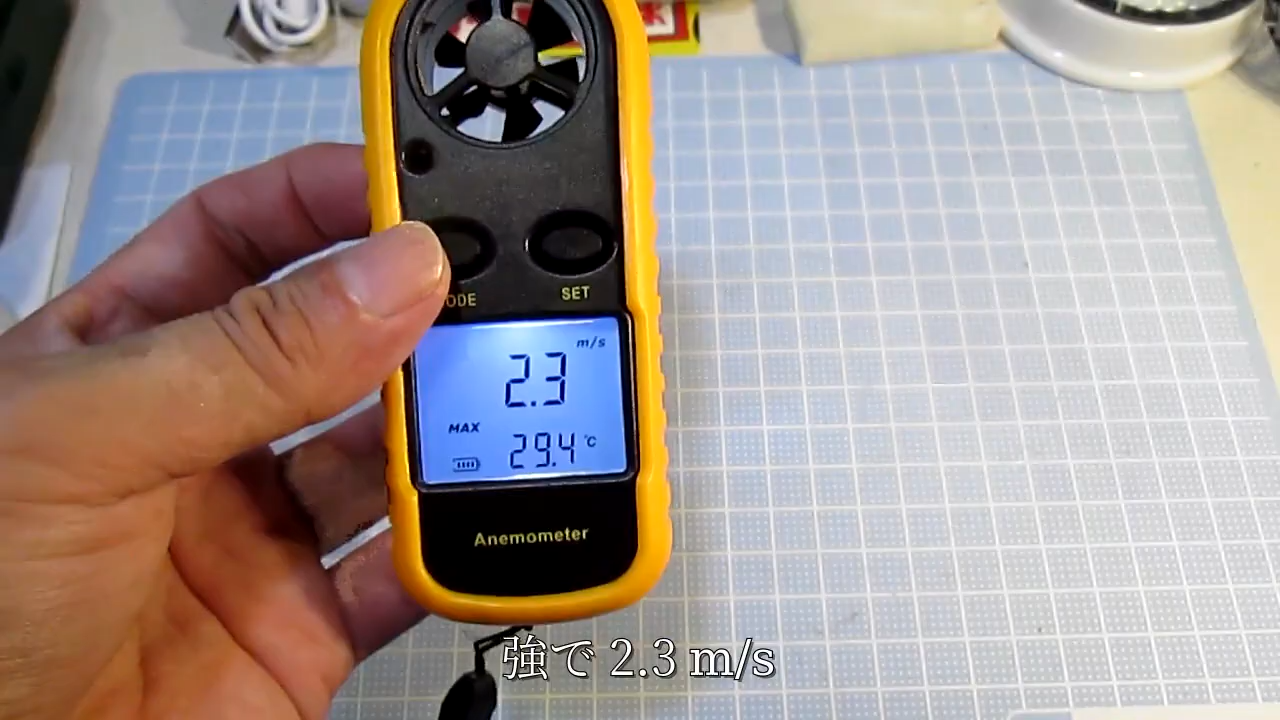 ODE
SET
m/s
2.3
MAX
29.4 °C
Anemometer
強で 2.3 m/s